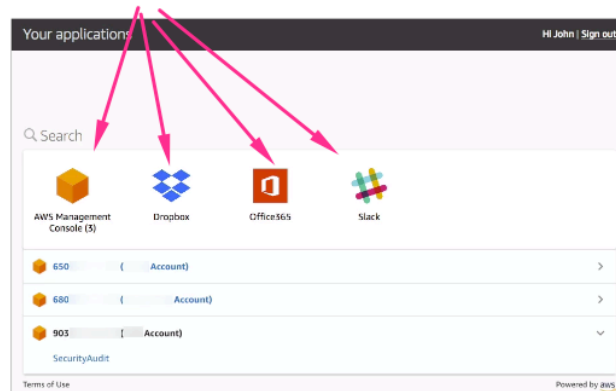 Your applications
Hi John | Sign out
Search
AWS Management Console (3)
Dropbox
Office365
Slack
650 ( Account)
680 ( Account)
903 ( Account)
SecurityAudit
Terms of Use
Powered by aws